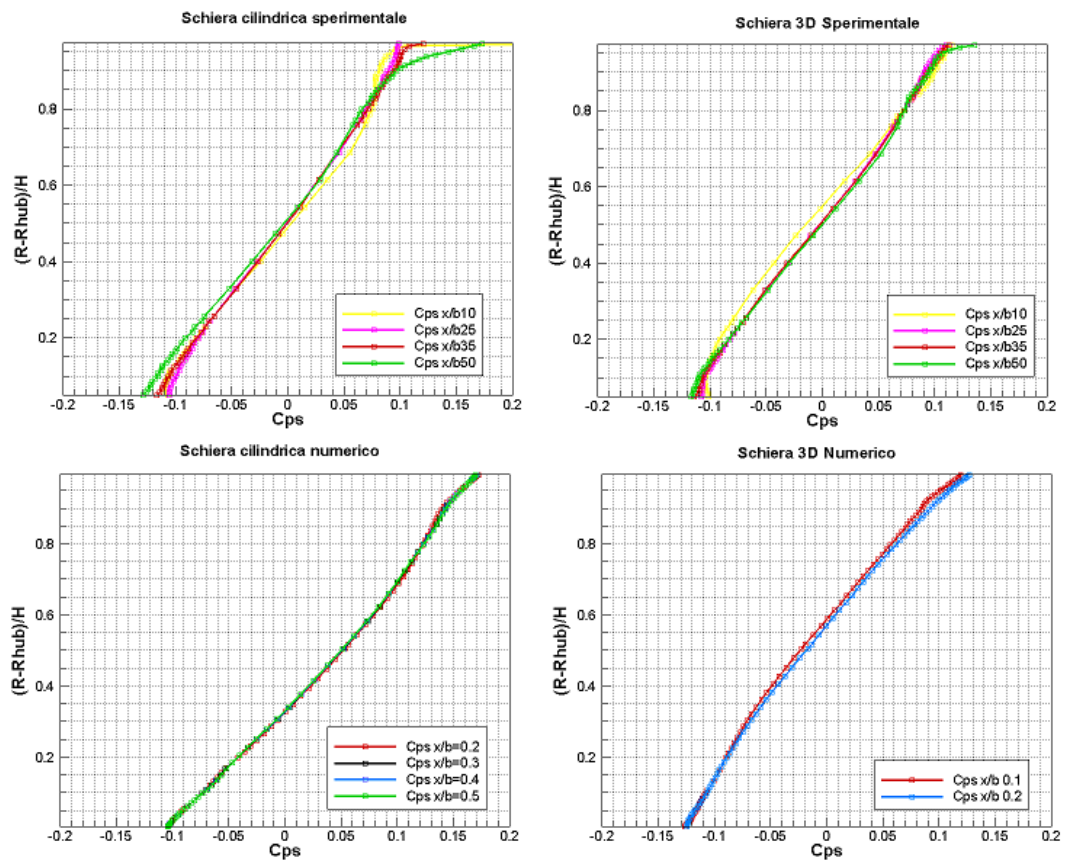 Schiera cilindrica sperimentale
(R-Rhub)/H
0.8
0.6
0.4
0.2
Cps x/b10
Cps x/b25
Cps x/b35
Cps x/b50
-0.2 -0.15 -0.1 -0.05 0 0.05 0.1 0.15 0.2
Cps
Schiera 3D Sperimentale
(R-Rhub)/H
0.8
0.6
0.4
0.2
Cps x/b10
Cps x/b25
Cps x/b35
Cps x/b50
-0.2 -0.15 -0.1 -0.05 0 0.05 0.1 0.15 0.2
Cps
Schiera cilindrica numerico
(R-Rhub)/H
0.8
0.6
0.4
0.2
Cps x/b=0.2
Cps x/b=0.3
Cps x/b=0.4
Cps x/b=0.5
-0.2 -0.15 -0.1 -0.05 0 0.05 0.1 0.15 0.2
Cps
Schiera 3D Numerico
(R-Rhub)/H
0.8
0.6
0.4
0.2
Cps x/b 0.1
Cps x/b 0.2
-0.2 -0.15 -0.1 -0.05 0 0.05 0.1 0.15 0.2
Cps